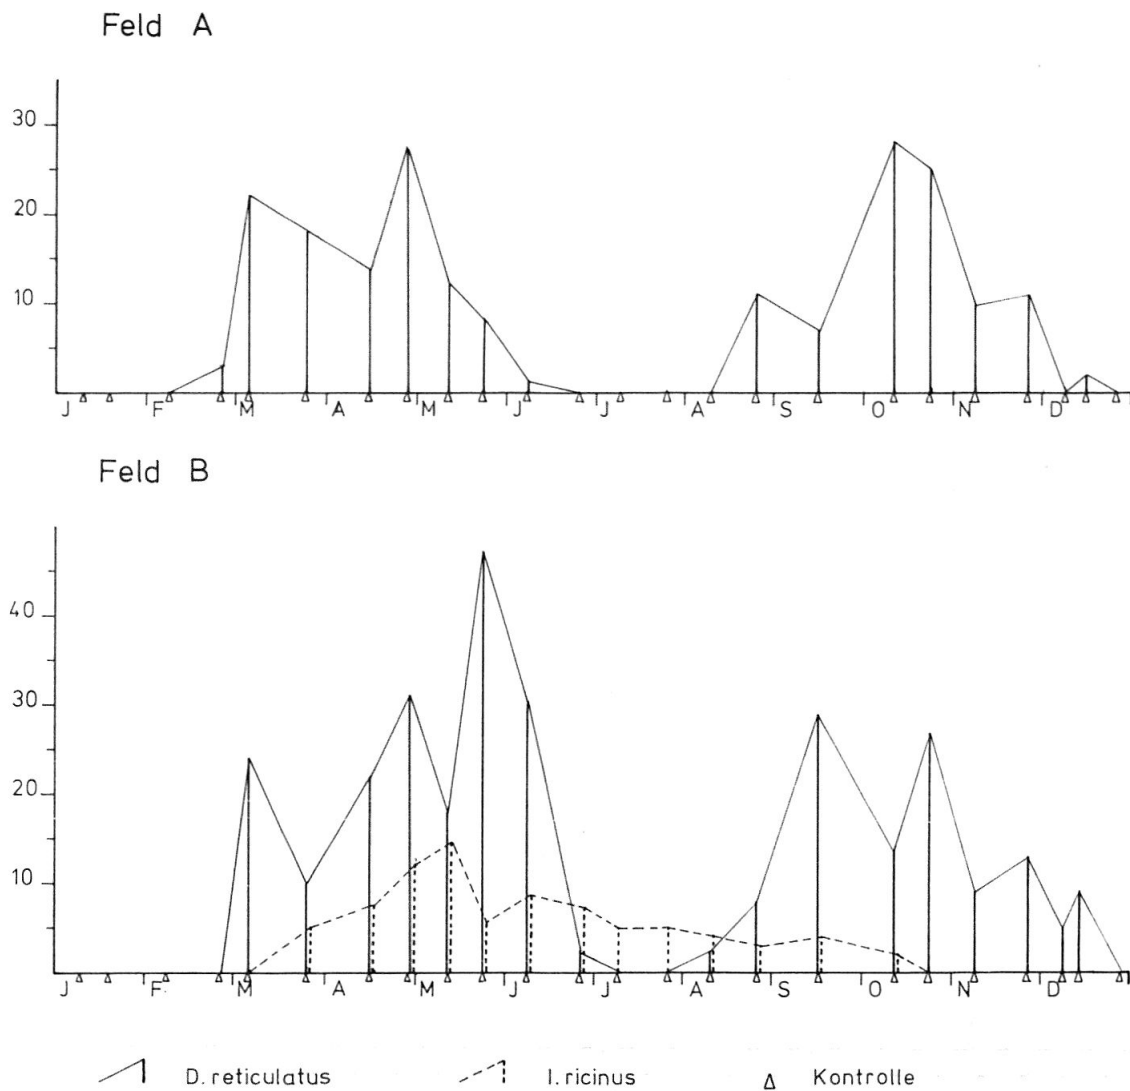 Feld A
30
20
10
J F M A M J J A S O N D
Feld B
40
30
20
10
J F M A M J J A S O N D
D. reticulatus I. ricinus Kontrolle